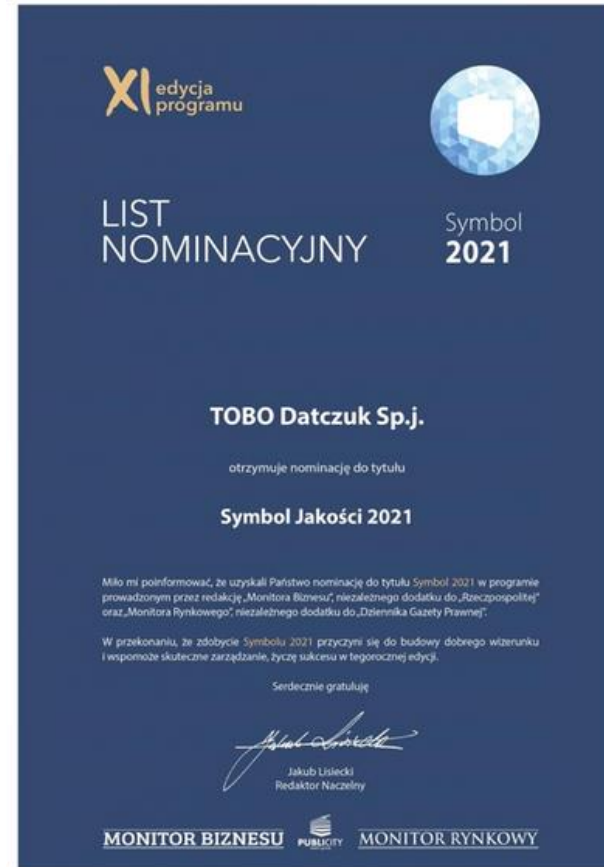 XI edycja
programu
LIST
NOMINACYJNY
Symbol
2021
TOBO Datczuk Sp.j.
otrzymuje nominację do tytułu
Symbol Jakości 2021
Miło mi poinformować, że uzyskali Państwo nominację do tytułu Symbol 2021 w programie
prowadzonym przez redakcję „Monitora Biznesu”, niezależnego dodatku do „Rzeczpospolitej”
oraz „Monitora Rynkowego”, niezależnego dodatku do „Dziennika Gazety Prawnej”.
W przekonaniu, że zdobycie Symbolu 2021 przyczyni się do budowy dobrego wizerunku
i wspomoże skuteczne zarządzanie, życzę sukcesu w tegorocznej edycji.
Serdecznie gratuluję
Jakub Lisiecki
Redaktor Naczelny
MONITOR BIZNESU
PUBLICITY
MONITOR RYNKOWY